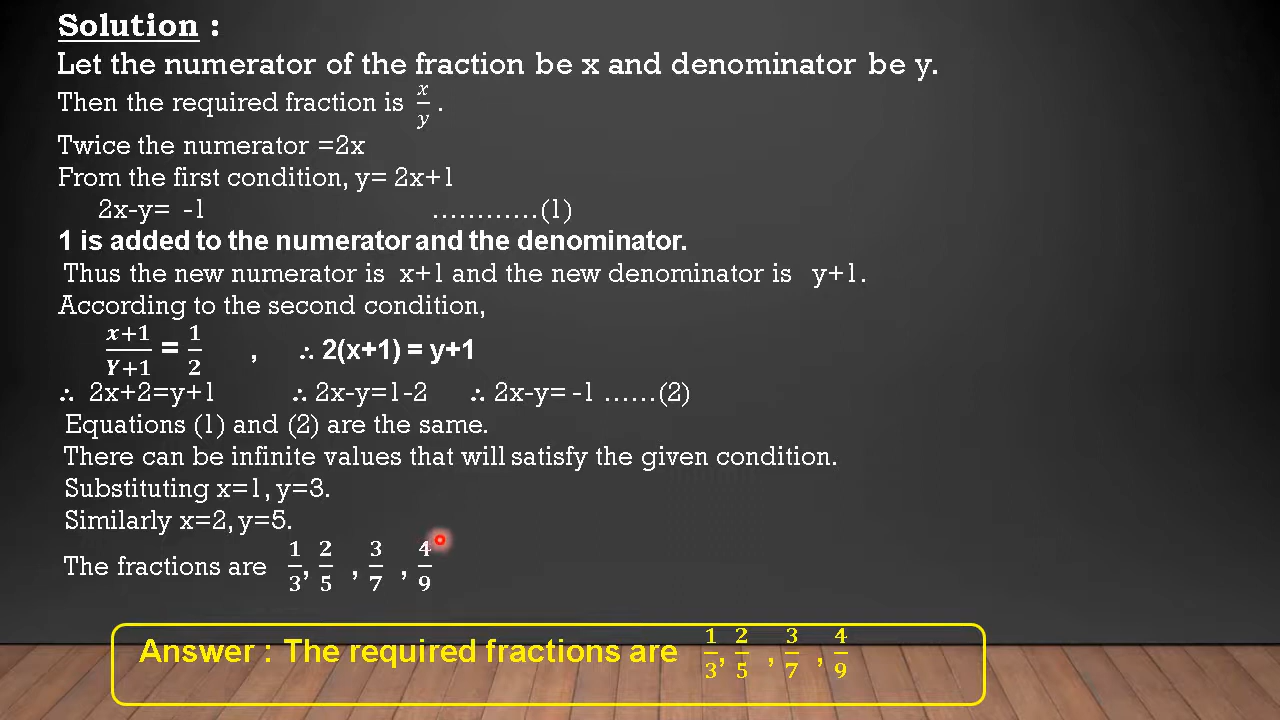 Solution :
Let the numerator of the fraction be x and denominator be y.
Then the required fraction is x/y .
Twice the numerator =2x
From the first condition, y= 2x+1
2x-y= -1 …………(1)
1 is added to the numerator and the denominator.
Thus the new numerator is x+1 and the new denominator is y+1.
According to the second condition,
x+1/Y+1 = 1/2 , ∴ 2(x+1) = y+1
∴ 2x+2=y+1 ∴ 2x-y=1-2 ∴ 2x-y= -1 ……(2)
Equations (1) and (2) are the same.
There can be infinite values that will satisfy the given condition.
Substituting x=1, y=3.
Similarly x=2, y=5.
The fractions are 1/3, 2/5 , 3/7 , 4/9
Answer : The required fractions are 1/3, 2/5 , 3/7 , 4/9